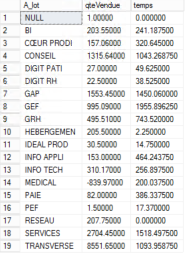 A_lot qteVendue temps
1 NULL 1.00000 0.000000
2 BI 203.55000 241.187500
3 CŒUR PRODI 157.06000 320.645000
4 CONSEIL 1315.64000 1043.268750
5 DIGIT PATI 27.00000 49.625000
6 DIGIT RH 22.50000 38.525000
7 GAP 1553.45000 1450.060000
8 GEF 995.09000 1955.896250
9 GRH 495.51000 743.520000
10 HEBERGEMEN 205.50000 2.250000
11 IDEAL PROD 30.50000 14.750000
12 INFO APPLI 153.00000 464.243750
13 INFO TECH 310.17000 256.897500
14 MEDICAL -839.97000 200.037500
15 PAIE 82.00000 386.337500
16 PEF 1.50000 17.370000
17 RESEAU 207.75000 0.000000
18 SERVICES 2704.45000 1518.497500
19 TRANSVERSE 8551.65000 1093.958750